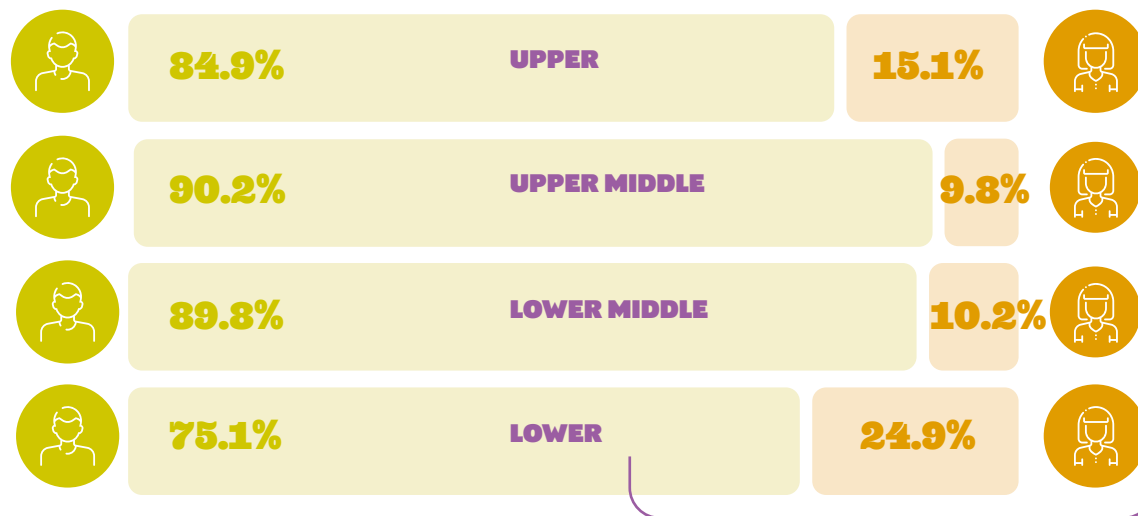 84.9% UPPER 15.1%
90.2% UPPER MIDDLE 9.8%
89.8% LOWER MIDDLE 10.2%
75.1% LOWER 24.9%